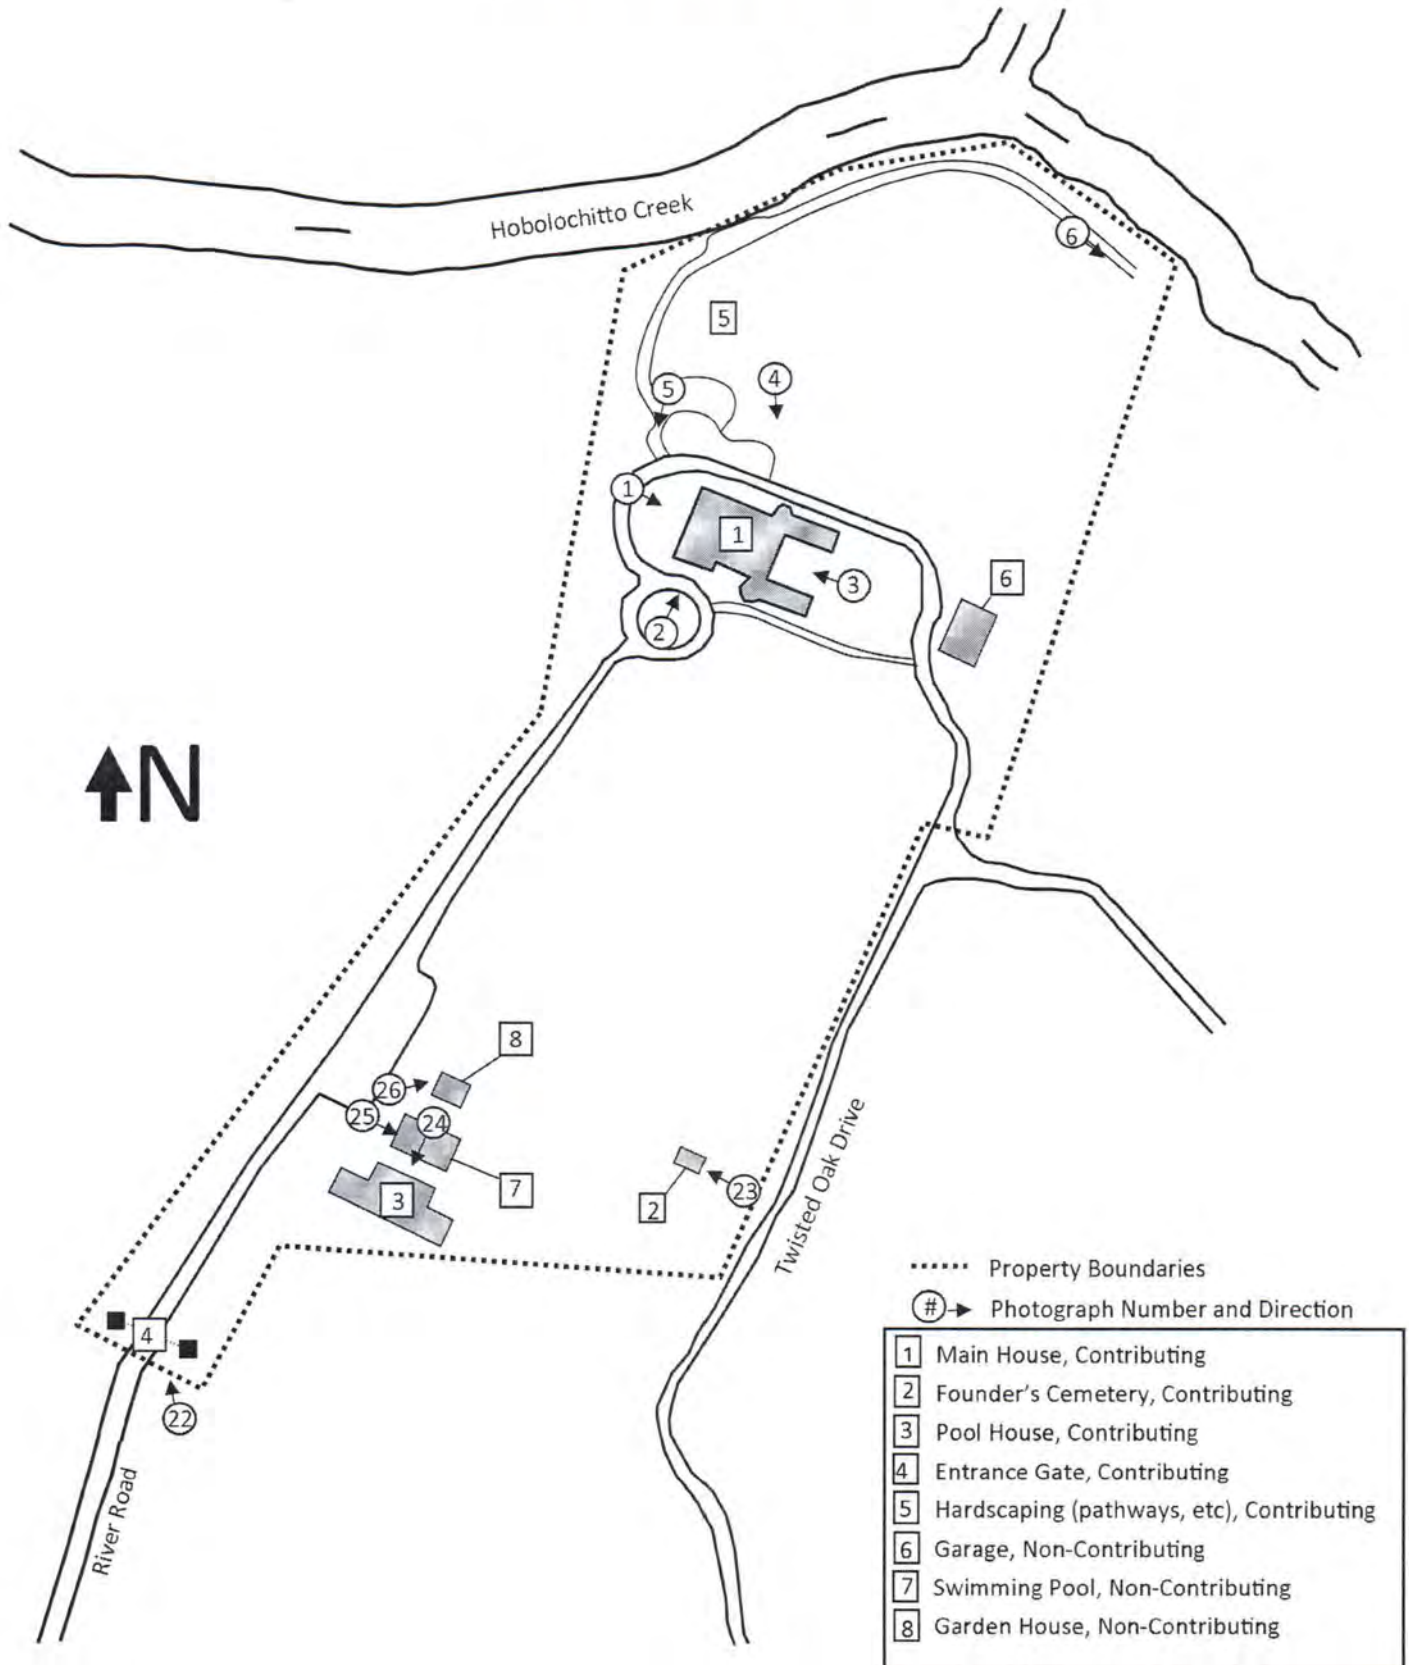 Hobolochitto Creek
6
5
5
4
1
1
3
6
2
N
8
26
25
24
7
3
2
23
Twisted Oak Drive
4
22
River Road
Property Boundaries
# Photograph Number and Direction
1 Main House, Contributing
2 Founder's Cemetery, Contributing
3 Pool House, Contributing
4 Entrance Gate, Contributing
5 Hardscaping (pathways, etc), Contributing
6 Garage, Non-Contributing
7 Swimming Pool, Non-Contributing
8 Garden House, Non-Contributing